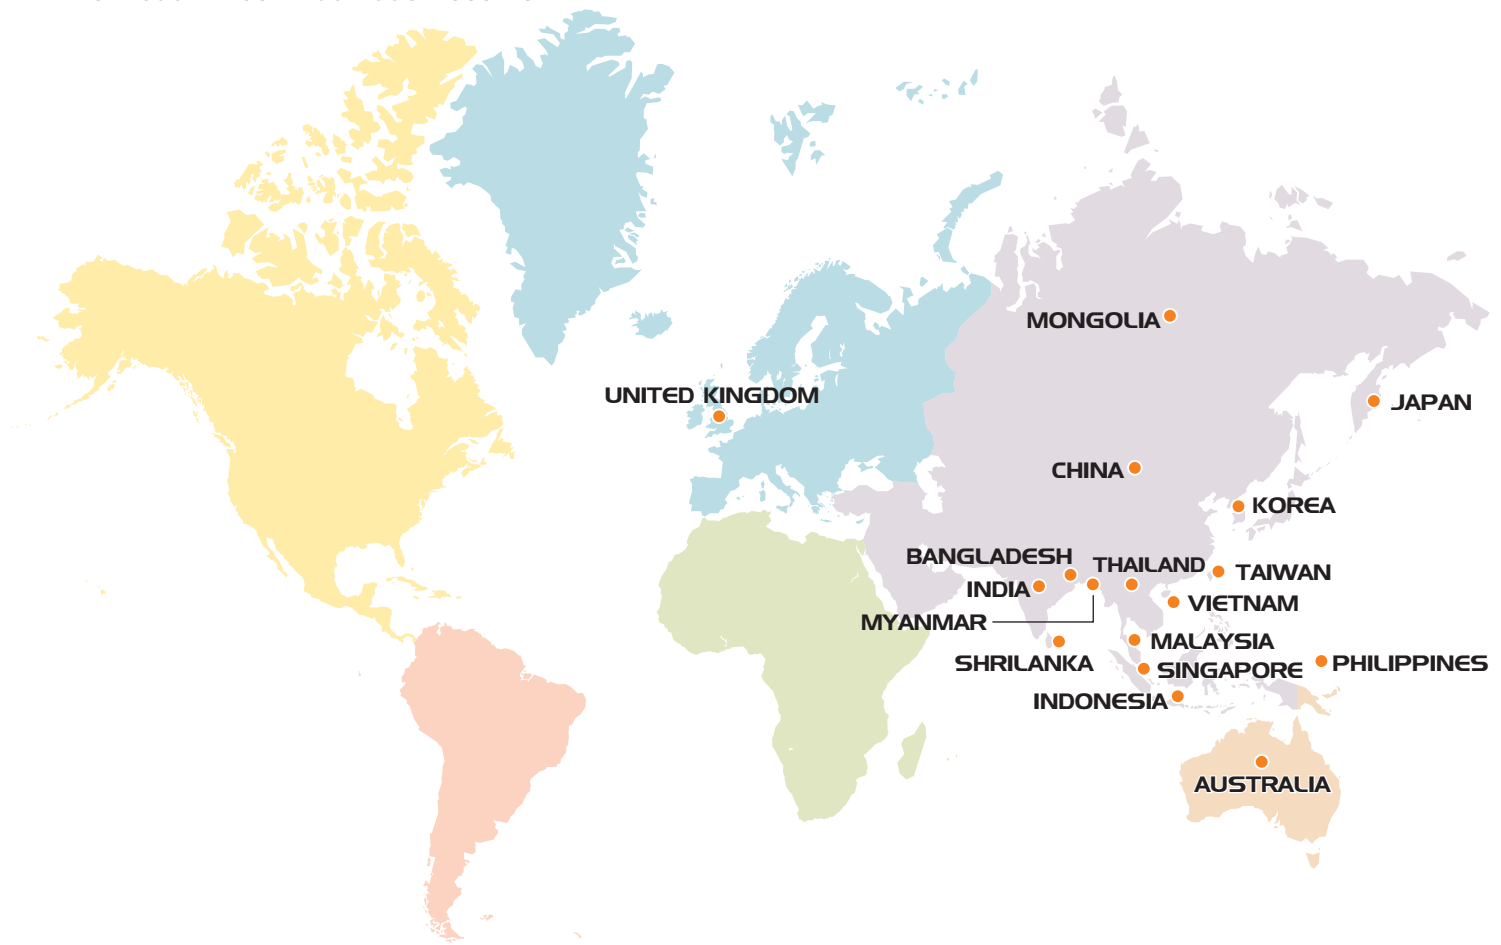 MONGOLIA
UNITED KINGDOM
JAPAN
CHINA
KOREA
BANGLADESH
THAILAND
TAIWAN
INDIA
VIETNAM
MYANMAR
MALAYSIA
SHRILANKA
SINGAPORE
PHILIPPINES
INDONESIA
AUSTRALIA